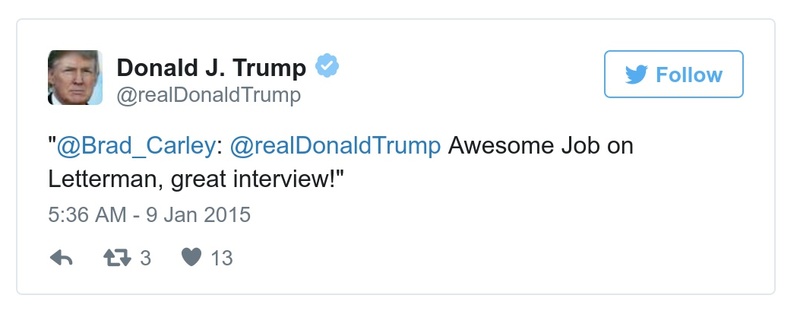 Donald J. Trump
@realDonaldTrump
Follow
"@Brad_Carley: @realDonaldTrump Awesome Job on
Letterman, great interview!"
5:36 AM - 9 Jan 2015
3 13